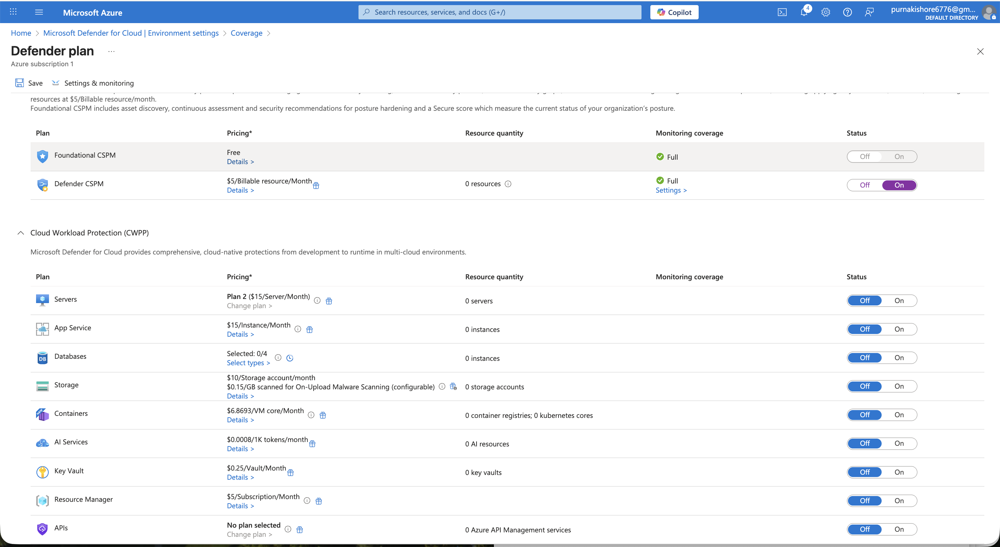 Microsoft Azure
Search resources, services, and docs (G+/)
Copilot
4
purnakishore6776@gm...
DEFAULT DIRECTORY
Home > Microsoft Defender for Cloud | Environment settings > Coverage >
Defender plan ...
Azure subscription 1
Save
Settings & monitoring
resources at $5/Billable resource/month.
Foundational CSPM includes asset discovery, continuous assessment and security recommendations for posture hardening and a Secure score which measure the current status of your organization's posture.
Plan Pricing* Resource quantity Monitoring coverage Status
Foundational CSPM
Free
Details >
Full
Off On
Defender CSPM
$5/Billable resource/Month
Details >
0 resources
Full
Settings >
Off On
Cloud Workload Protection (CWPP)
Microsoft Defender for Cloud provides comprehensive, cloud-native protections from development to runtime in multi-cloud environments.
Plan Pricing* Resource quantity Monitoring coverage Status
Servers
Plan 2 ($15/Server/Month)
Change plan >
0 servers
Off On
App Service
$15/Instance/Month
Details >
0 instances
Off On
DB
Databases
Selected: 0/4
Select types >
0 instances
Off On
Storage
$10/Storage account/month
$0.15/GB scanned for On-Upload Malware Scanning (configurable)
Details >
0 storage accounts
Off On
NEW
Containers
$6.8693/VM core/Month
Details >
0 container registries; 0 kubernetes cores
Off On
AI Services
$0.0008/1K tokens/month
Details >
0 AI resources
Off On
Key Vault
$0.25/Vault/Month
Details >
0 key vaults
Off On
Resource Manager
$5/Subscription/Month
Details >
Off On
APIs
No plan selected
Change plan >
0 Azure API Management services
Off On